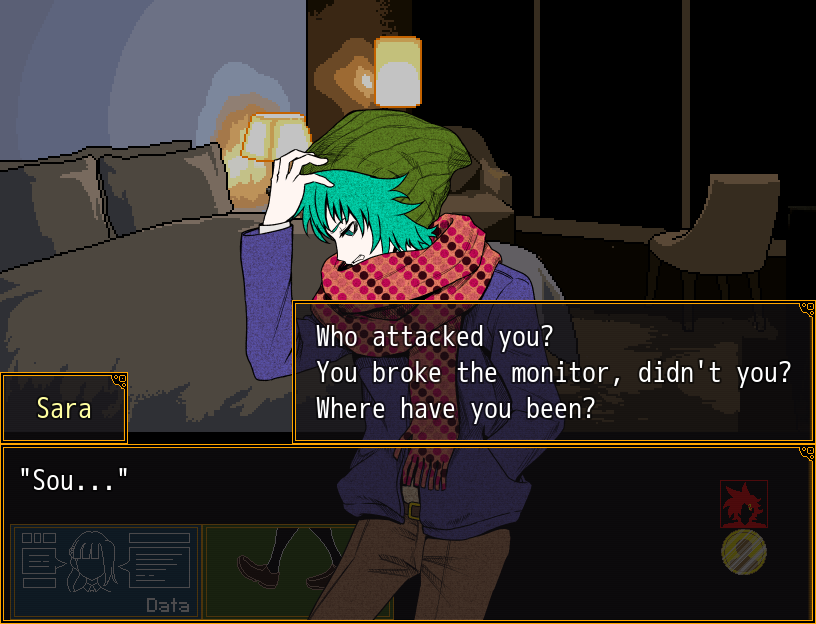 Who attacked you?
You broke the monitor, didn't you?
Where have you been?
Sara
"Sou..."
Data